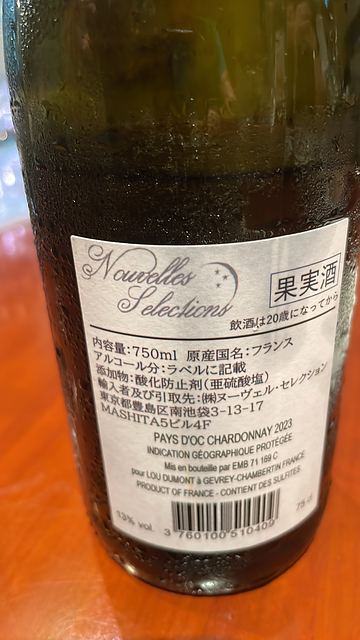 Nouvelles
Selections
果実酒
飲酒は20歳になってから
内容量:750ml 原産国名:フランス
アルコール分:ラベルに記載
添加物:酸化防止剤(亜硫酸塩)
輸入者及び引取先:㈱ヌーヴェル・セレクション
東京都豊島区南池袋3-13-17
MASHITA5ビル4F
PAYS D'OC CHARDONNAY 2023
INDICATION GÉOGRAPHIQUE PROTÉGÉE
Mis en bouteille par EMB 71 169 C
pour LOU DUMONT à GEVREY-CHAMBERTIN FRANCE
PRODUCT OF FRANCE - CONTIENT DES SULFITES
13% vol.
75 cl
3 760100 510409